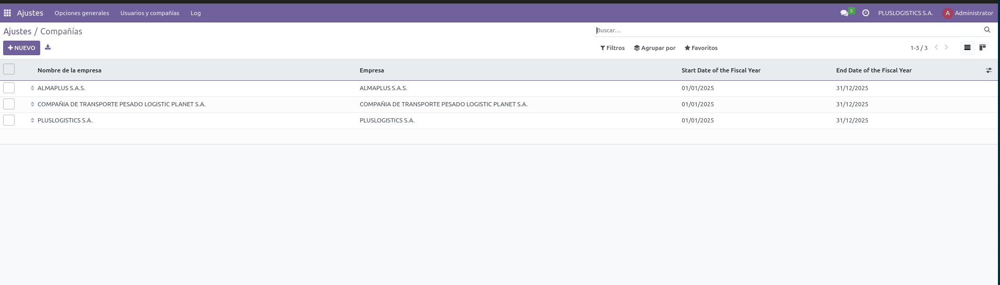 Ajustes Opciones generales Usuarios y compañías Log 5 PLUSLOGISTICS S.A. A Administrator
Ajustes / Compañías Buscar...
NUEVO Filtros Agrupar por Favoritos 1-3 / 3
Nombre de la empresa Empresa Start Date of the Fiscal Year End Date of the Fiscal Year
ALMAPLUS S.A.S. ALMAPLUS S.A.S. 01/01/2025 31/12/2025
COMPAÑIA DE TRANSPORTE PESADO LOGISTIC PLANET S.A. COMPAÑIA DE TRANSPORTE PESADO LOGISTIC PLANET S.A. 01/01/2025 31/12/2025
PLUSLOGISTICS S.A. PLUSLOGISTICS S.A. 01/01/2025 31/12/2025